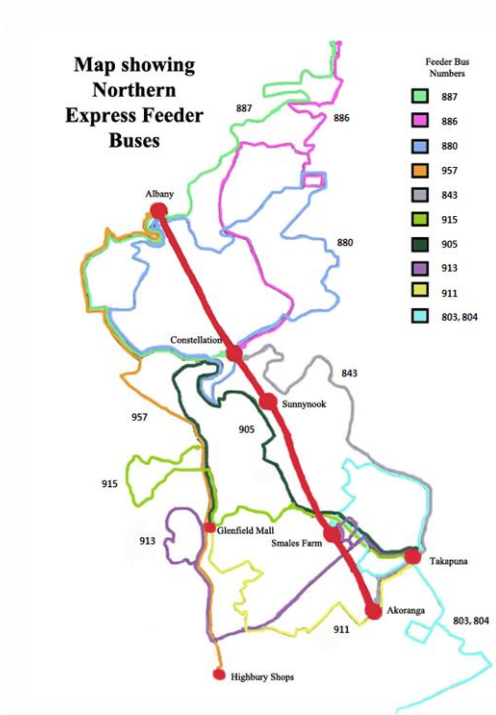 Map showing
Northern
Express Feeder
Buses
Feeder Bus
Numbers
887
886
880
957
843
915
905
913
911
803, 804
887
886
Albany
880
Constellation
843
957
Sunnynook
905
915
Glenfield Mall
913
Smales Farm
Takapuna
Akoranga
803, 804
911
Highbury Shops